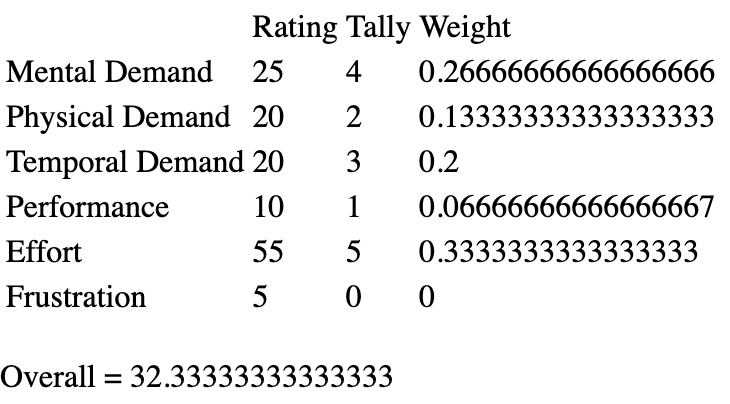 Rating Tally Weight
Mental Demand 25 4 0.26666666666666666
Physical Demand 20 2 0.13333333333333333
Temporal Demand 20 3 0.2
Performance 10 1 0.06666666666666667
Effort 55 5 0.3333333333333333
Frustration 5 0 0
Overall = 32.33333333333333